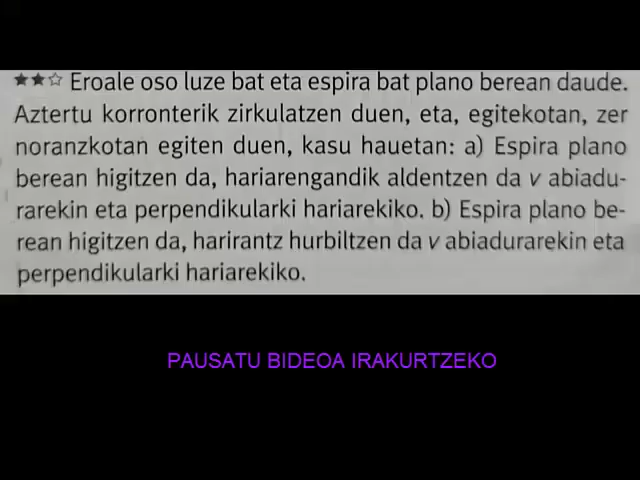 ★★☆ Eroale oso luze bat eta espira bat plano berean daude.
Aztertu korronterik zirkulatzen duen, eta, egitekotan, zer
noranzkotan egiten duen, kasu hauetan: a) Espira plano
berean higitzen da, hariarengandik aldentzen da v abiadu-
rarekin eta perpendikularki hariarekiko. b) Espira plano be-
rean higitzen da, harirantz hurbiltzen da v abiadurarekin eta
perpendikularki hariarekiko.
PAUSATU BIDEOA IRAKURTZEKO